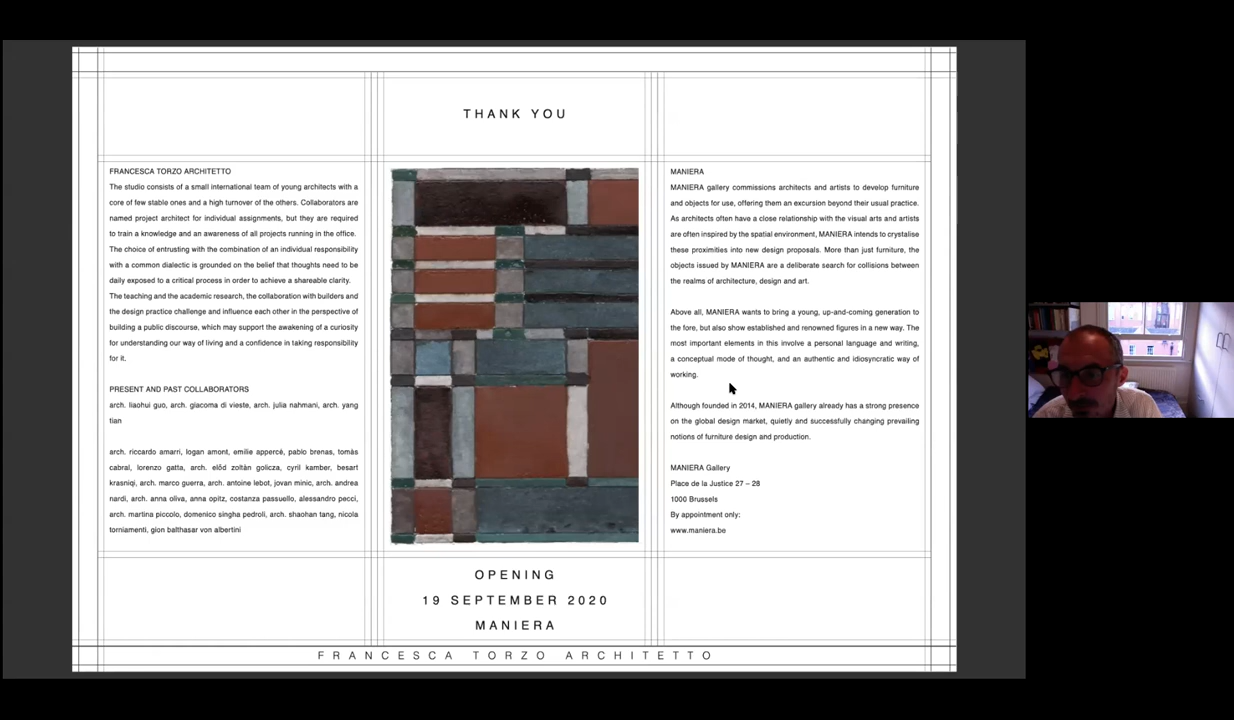 THANK YOU
FRANCESCA TORZO ARCHITETTO
The studio consists of a small international team of young architects with a
core of few stable ones and a high turnover of the others. Collaborators are
named project architect for individual assignments, but they are required
to train a knowledge and an awareness of all projects running in the office.
The choice of entrusting with the combination of an individual responsibility
with a common dialectic is grounded on the belief that thoughts need to be
daily exposed to a critical process in order to achieve a shareable clarity.
The teaching and the academic research, the collaboration with builders and
the design practice challenge and influence each other in the perspective of
building a public discourse, which may support the awakening of a curiosity
for understanding our way of living and a confidence in taking responsibility
for it.
PRESENT AND PAST COLLABORATORS
arch. liaohui guo, arch. giacoma di vieste, arch. julia nahmani, arch. yang
tian
arch. riccardo amarri, logan amont, emilie appercé, pablo brenas, tomàs
cabral, lorenzo gatta, arch. előd zoltàn golicza, cyril kamber, besart
krasniqi, arch. marco guerra, arch. antoine lebot, jovan minic, arch. andrea
nardi, arch. anna oliva, anna opitz, costanza passuello, alessandro pecci,
arch. martina piccolo, domenico singha pedroli, arch. shaohan tang, nicola
torniamenti, gion balthasar von albertini
MANIERA
MANIERA gallery commissions architects and artists to develop furniture
and objects for use, offering them an excursion beyond their usual practice.
As architects often have a close relationship with the visual arts and artists
are often inspired by the spatial environment, MANIERA intends to crystalise
these proximities into new design proposals. More than just furniture, the
objects issued by MANIERA are a deliberate search for collisions between
the realms of architecture, design and art.
Above all, MANIERA wants to bring a young, up-and-coming generation to
the fore, but also show established and renowned figures in a new way. The
most important elements in this involve a personal language and writing,
a conceptual mode of thought, and an authentic and idiosyncratic way of
working.
Although founded in 2014, MANIERA gallery already has a strong presence
on the global design market, quietly and successfully changing prevailing
notions of furniture design and production.
MANIERA Gallery
Place de la Justice 27 – 28
1000 Brussels
By appointment only:
www.maniera.be
OPENING
19 SEPTEMBER 2020
MANIERA
FRANCESCA TORZO ARCHITETTO